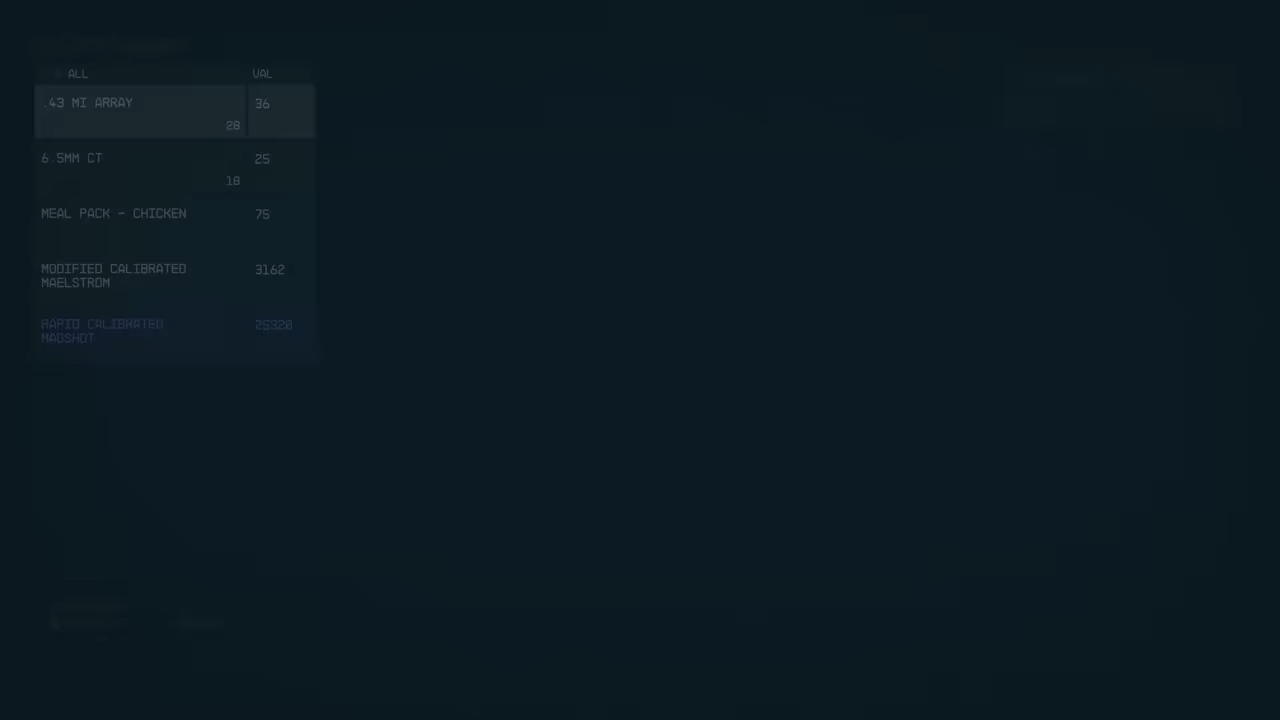 ALL VAL
.43 MI ARRAY 36
28
6.5MM CT 25
18
MEAL PACK - CHICKEN 75
MODIFIED CALIBRATED 3162
MAELSTROM
RAPID CALIBRATED 25320
MAGSHOT